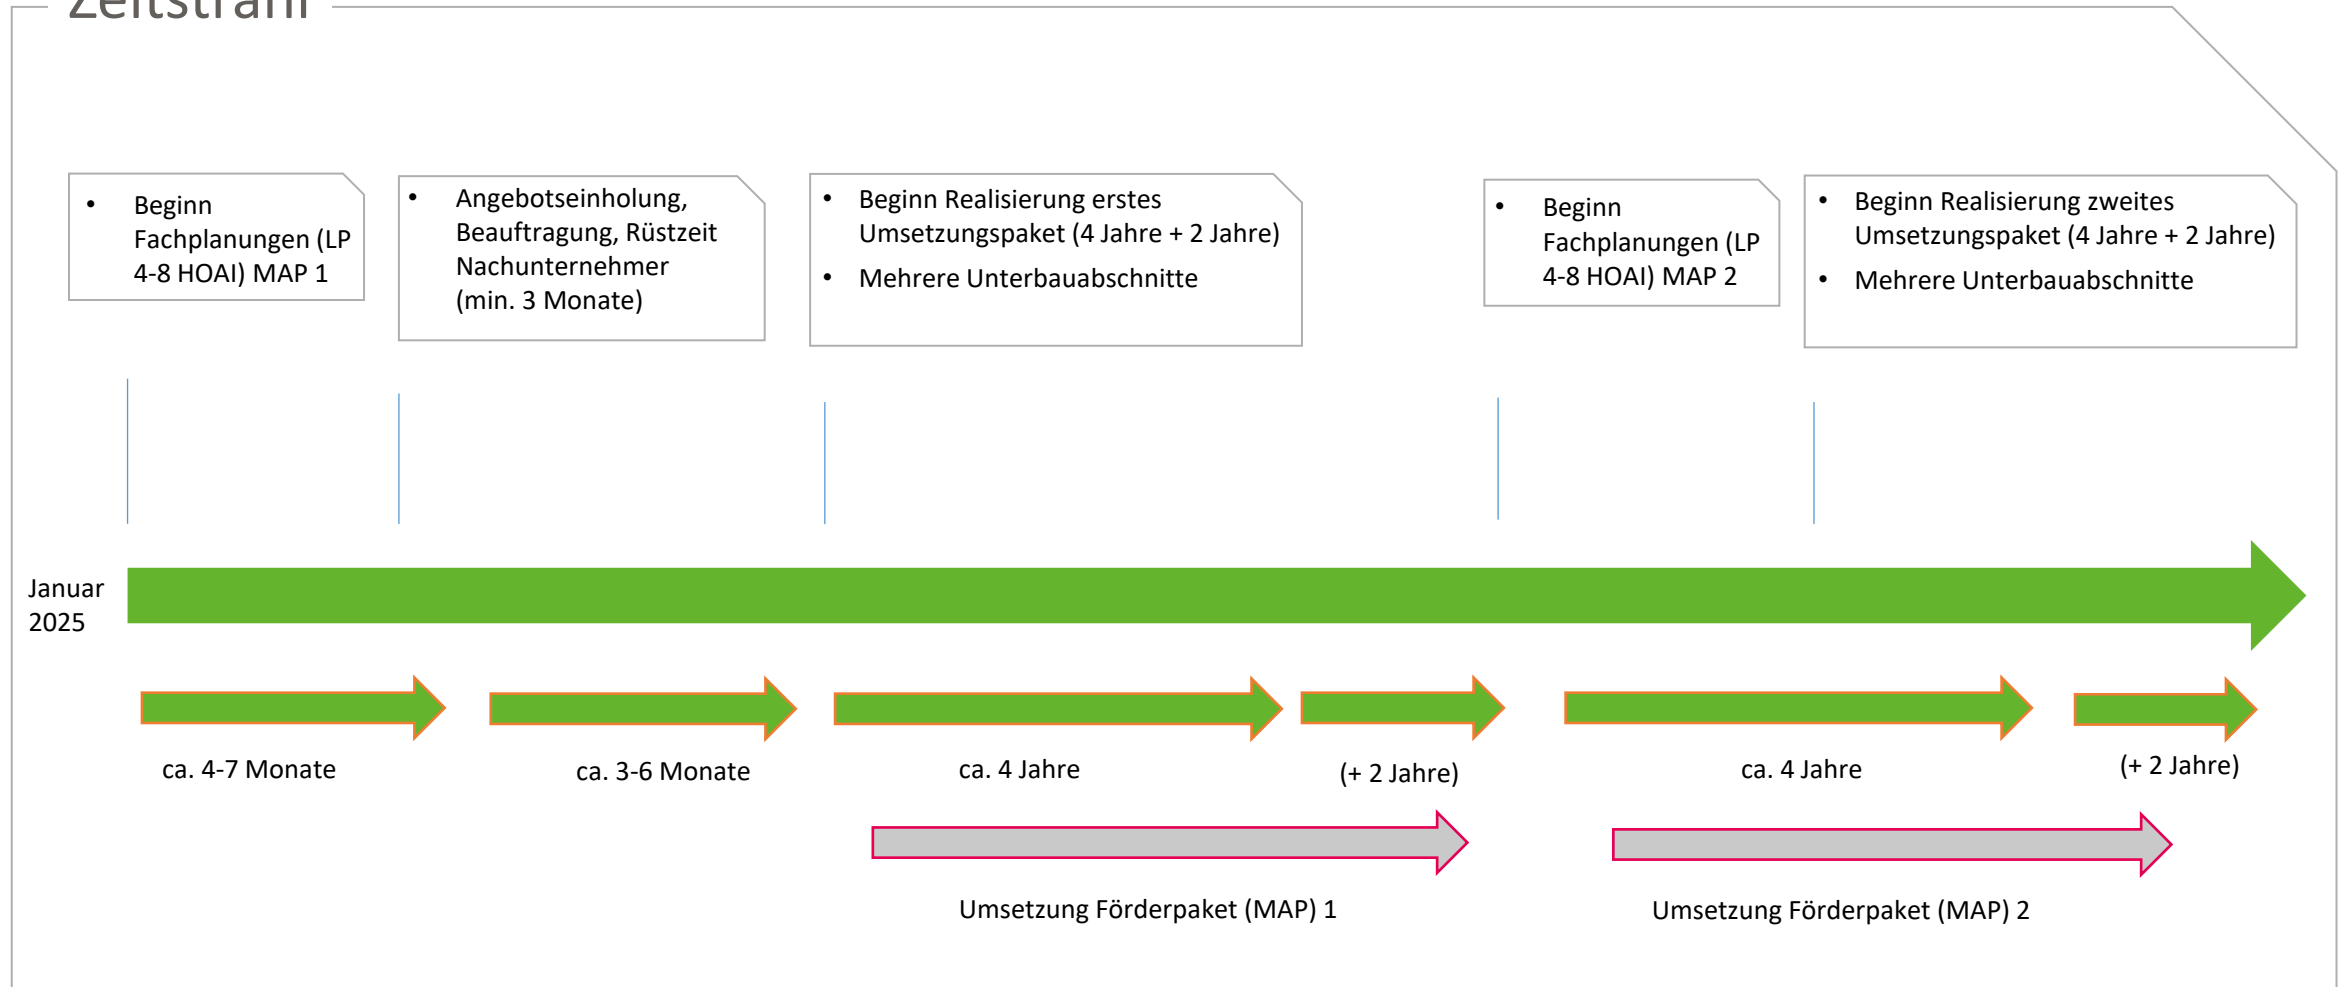 Zeitstrahl
• Beginn
Fachplanungen (LP
4-8 HOAI) MAP 1
• Angebotseinholung,
Beauftragung, Rüstzeit
Nachunternehmer
(min. 3 Monate)
• Beginn Realisierung erstes
Umsetzungspaket (4 Jahre + 2 Jahre)
• Mehrere Unterbauabschnitte
• Beginn
Fachplanungen (LP
4-8 HOAI) MAP 2
• Beginn Realisierung zweites
Umsetzungspaket (4 Jahre + 2 Jahre)
• Mehrere Unterbauabschnitte
Januar
2025
ca. 4-7 Monate
ca. 3-6 Monate
ca. 4 Jahre
(+ 2 Jahre)
ca. 4 Jahre
(+ 2 Jahre)
Umsetzung Förderpaket (MAP) 1
Umsetzung Förderpaket (MAP) 2